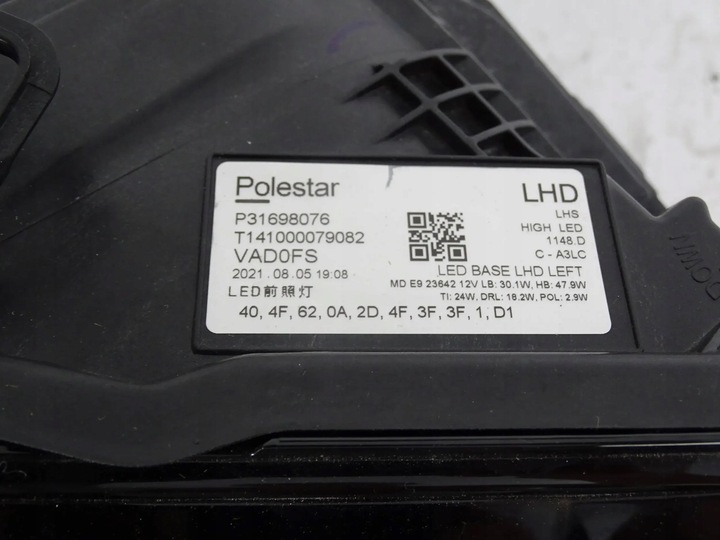 Polestar LHD
P31698076 LHS
T141000079082 HIGH LED
VAD0FS 1148.D
2021.08.05 19:08 C - A3LC
LED前照灯 LED BASE LHD LEFT
MD E9 23642 12V LB: 30.1W, HB: 47.9W
TI: 24W, DRL: 18.2W, POL: 2.9W
40, 4F, 62, 0A, 2D, 4F, 3F, 3F, 1, D1
DOWN